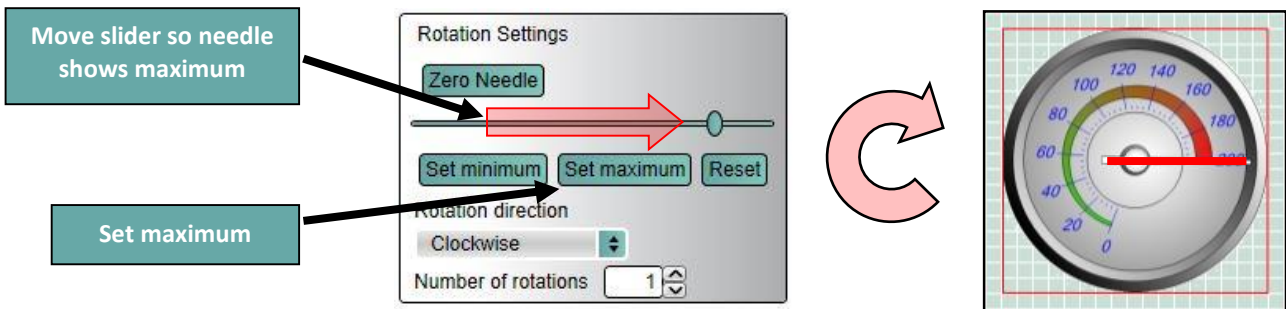 Move slider so needle
shows maximum
Set maximum
Rotation Settings
Zero Needle
Set minimum Set maximum Reset
Rotation direction
Clockwise
Number of rotations 1
0
20
40
60
80
100
120
140
160
180